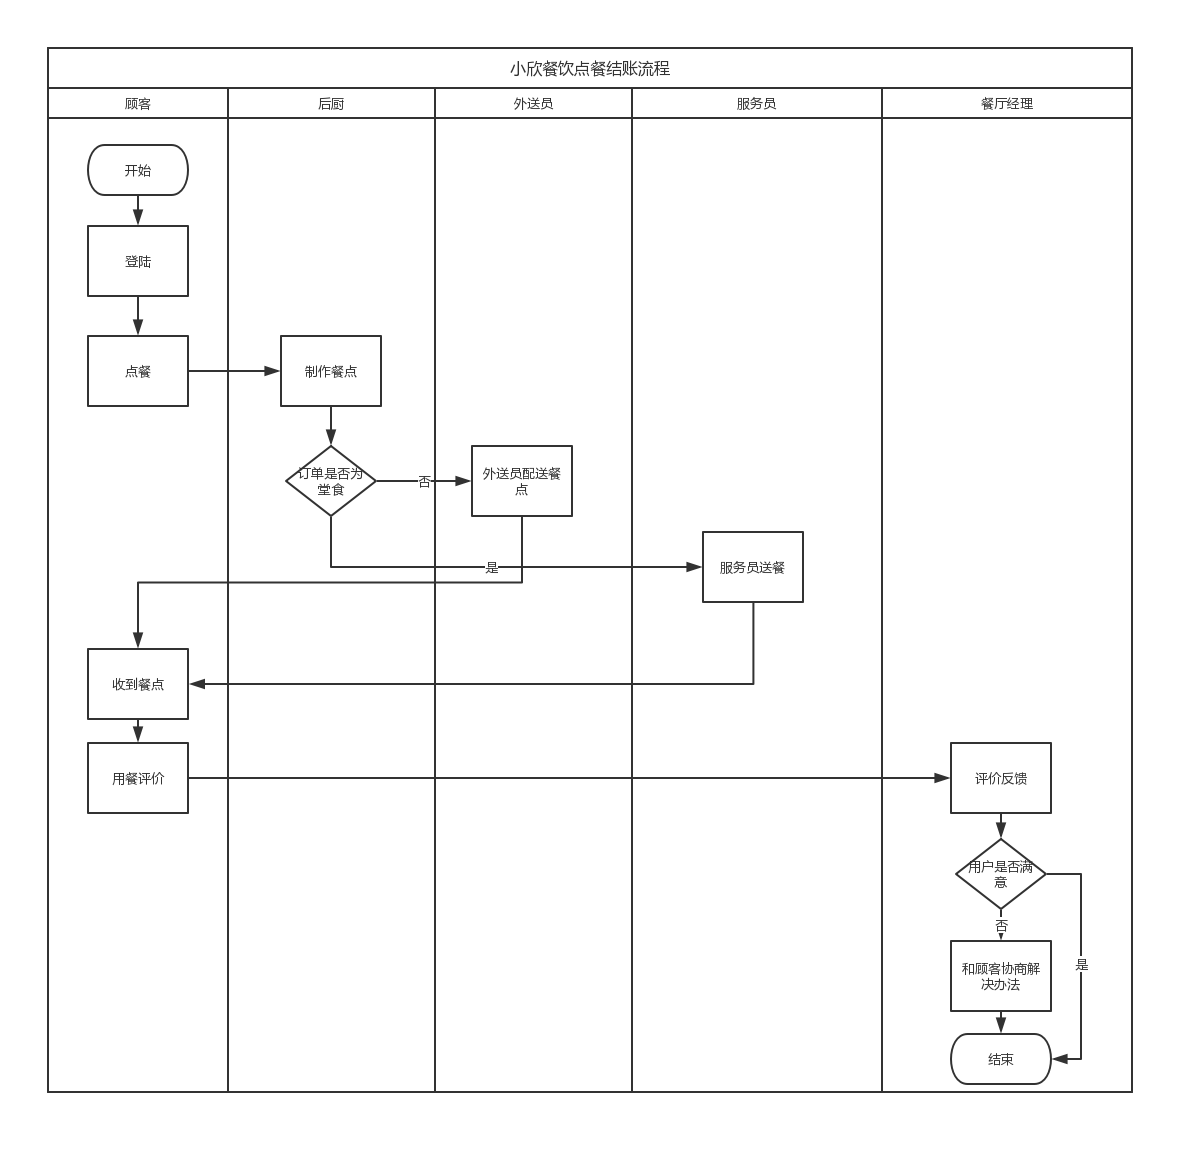 小欣餐饮点餐结账流程
顾客
后厨
外送员
服务员
餐厅经理
开始
登陆
点餐
制作餐点
订单是否为
堂食
否
外送员配送餐
点
是
服务员送餐
收到餐点
用餐评价
评价反馈
用户是否满
意
否
是
和顾客协商解
决办法
结束